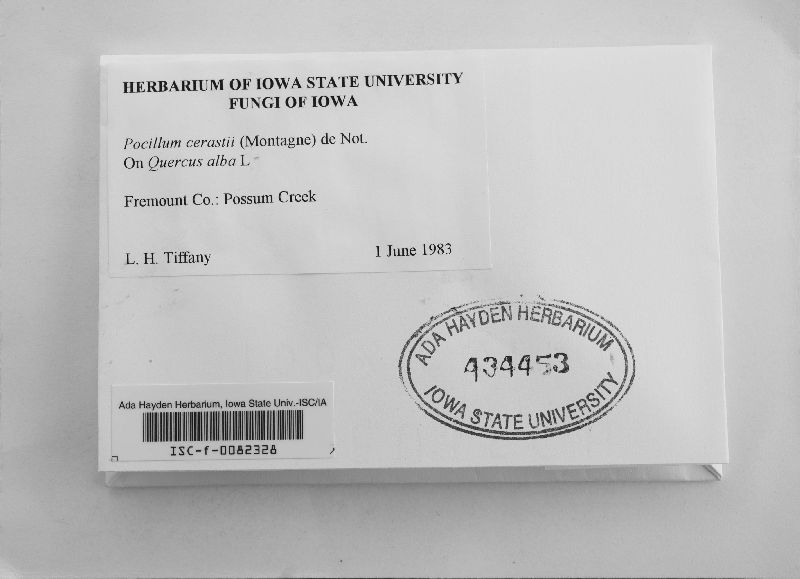 HERBARIUM OF IOWA STATE UNIVERSITY
FUNGI OF IOWA
Pocillum cerastii (Montagne) de Not.
On Quercus alba L
Fremount Co.: Possum Creek
L. H. Tiffany 1 June 1983
ADA HAYDEN HERBARIUM
434453
IOWA STATE UNIVERSITY
Ada Hayden Herbarium, Iowa State Univ.-ISC/IA
ISC-f-0082328